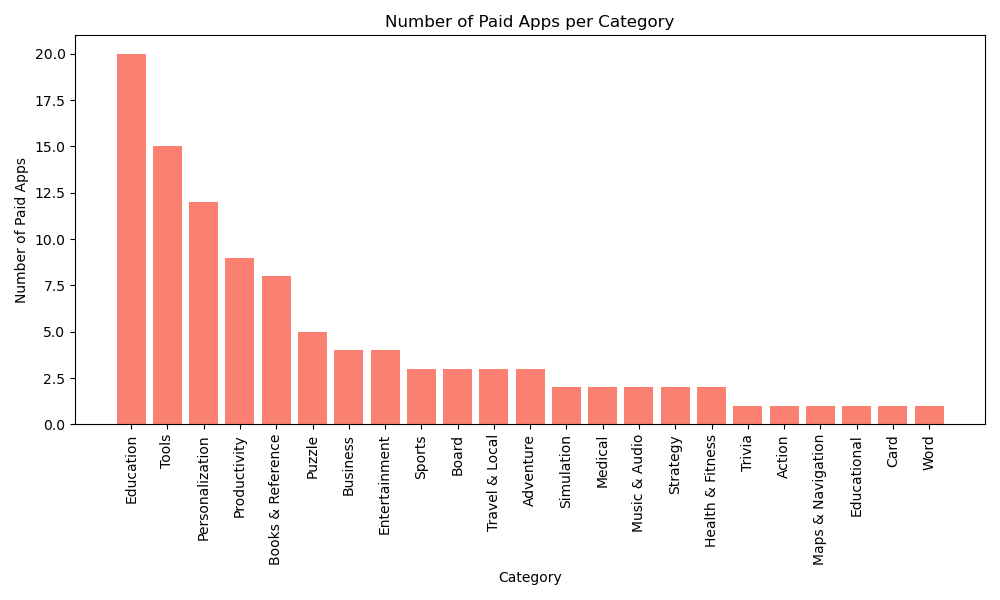 Number of Paid Apps per Category
Number of Paid Apps
20.0
17.5
15.0
12.5
10.0
7.5
5.0
2.5
0.0
Education
Tools
Personalization
Productivity
Books & Reference
Puzzle
Business
Entertainment
Sports
Board
Travel & Local
Adventure
Simulation
Medical
Music & Audio
Strategy
Health & Fitness
Trivia
Action
Maps & Navigation
Educational
Card
Word
Category